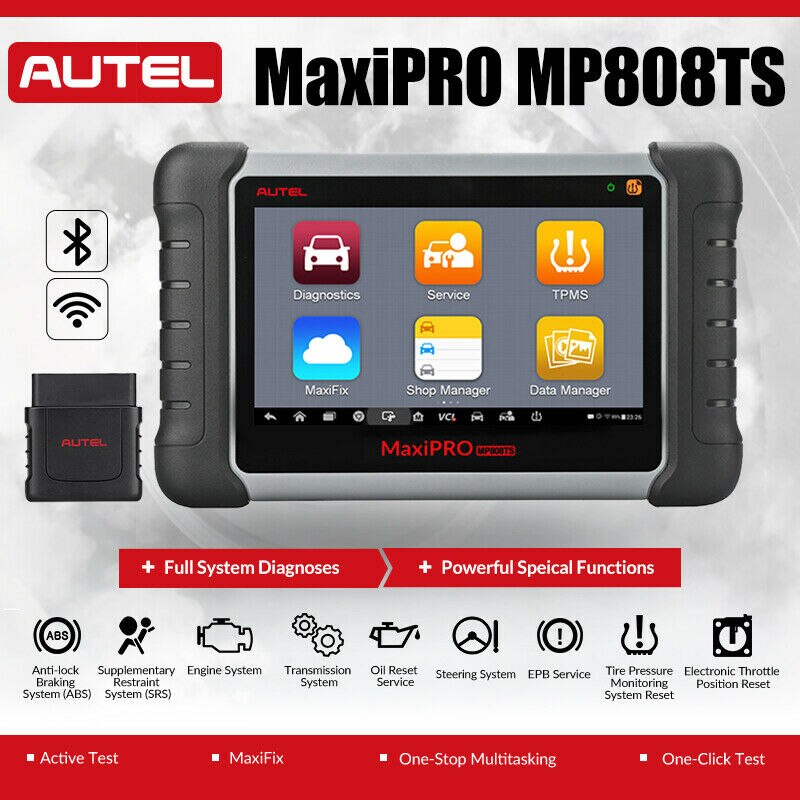 AUTEL
MaxiPRO MP808TS
AUTEL
Diagnostics
Service
TPMS
MaxiFix
Shop Manager
Data Manager
VCI
23:26
MaxiPRO MP808TS
AUTEL
+ Full System Diagnoses
+ Powerful Speical Functions
ABS
Anti-lock
Braking
System (ABS)
Supplementary
Restraint
System (SRS)
Engine System
Transmission
System
Oil Reset
Service
Steering System
EPB Service
Tire Pressure
Monitoring
System Reset
Electronic Throttle
Position Reset
Active Test
MaxiFix
One-Stop Multitasking
One-Click Test